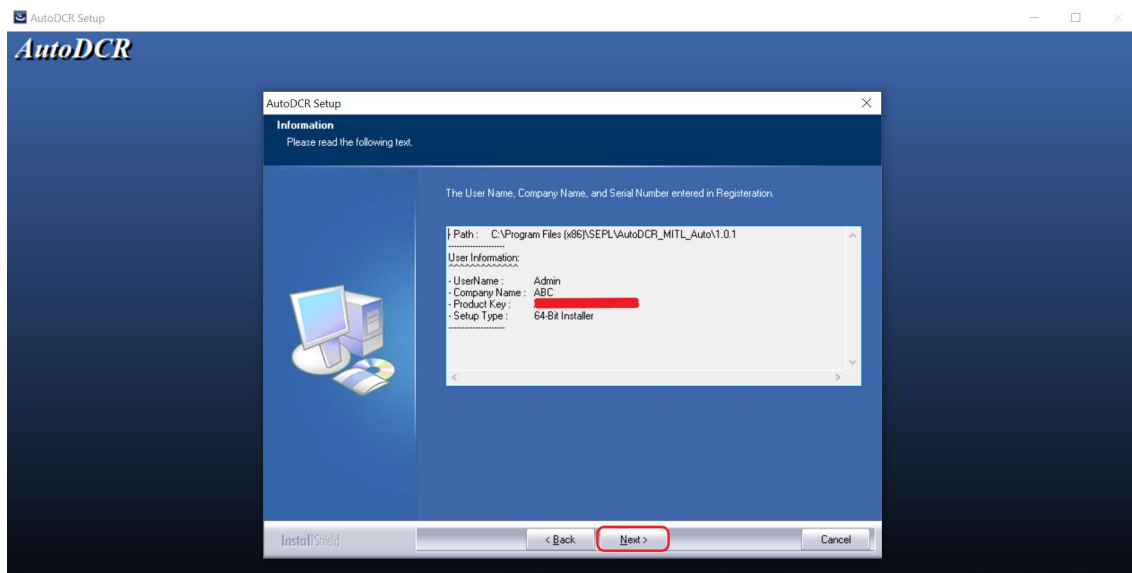 AutoDCR Setup
AutoDCR
AutoDCR Setup
Information
Please read the following text.
The User Name, Company Name, and Serial Number entered in Registeration.
- Path : C:\Program Files (x86)\SEPL\AutoDCR_MITL_Auto\1.0.1
---------------------
User Information:
^^^^^^^^^^^^^^
- UserName : Admin
- Company Name : ABC
- Product Key :
- Setup Type : 64-Bit Installer
---------------------
InstallShield
< Back
Next >
Cancel